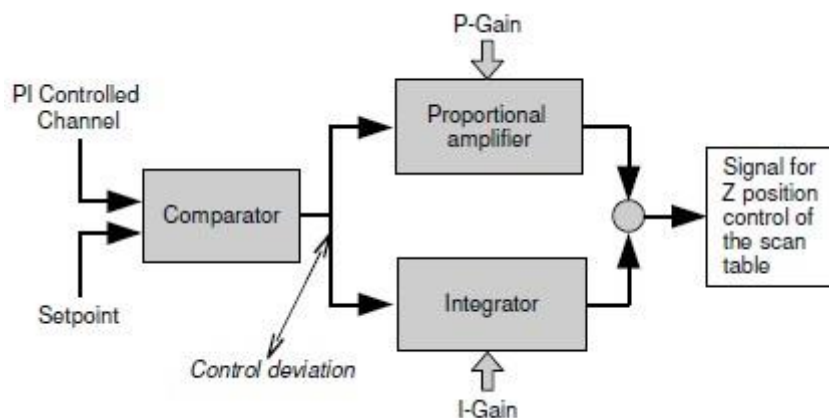 P-Gain
PI Controlled
Channel
Proportional
amplifier
Comparator
Signal for
Z position
control of
the scan
table
Setpoint
Integrator
Control deviation
I-Gain